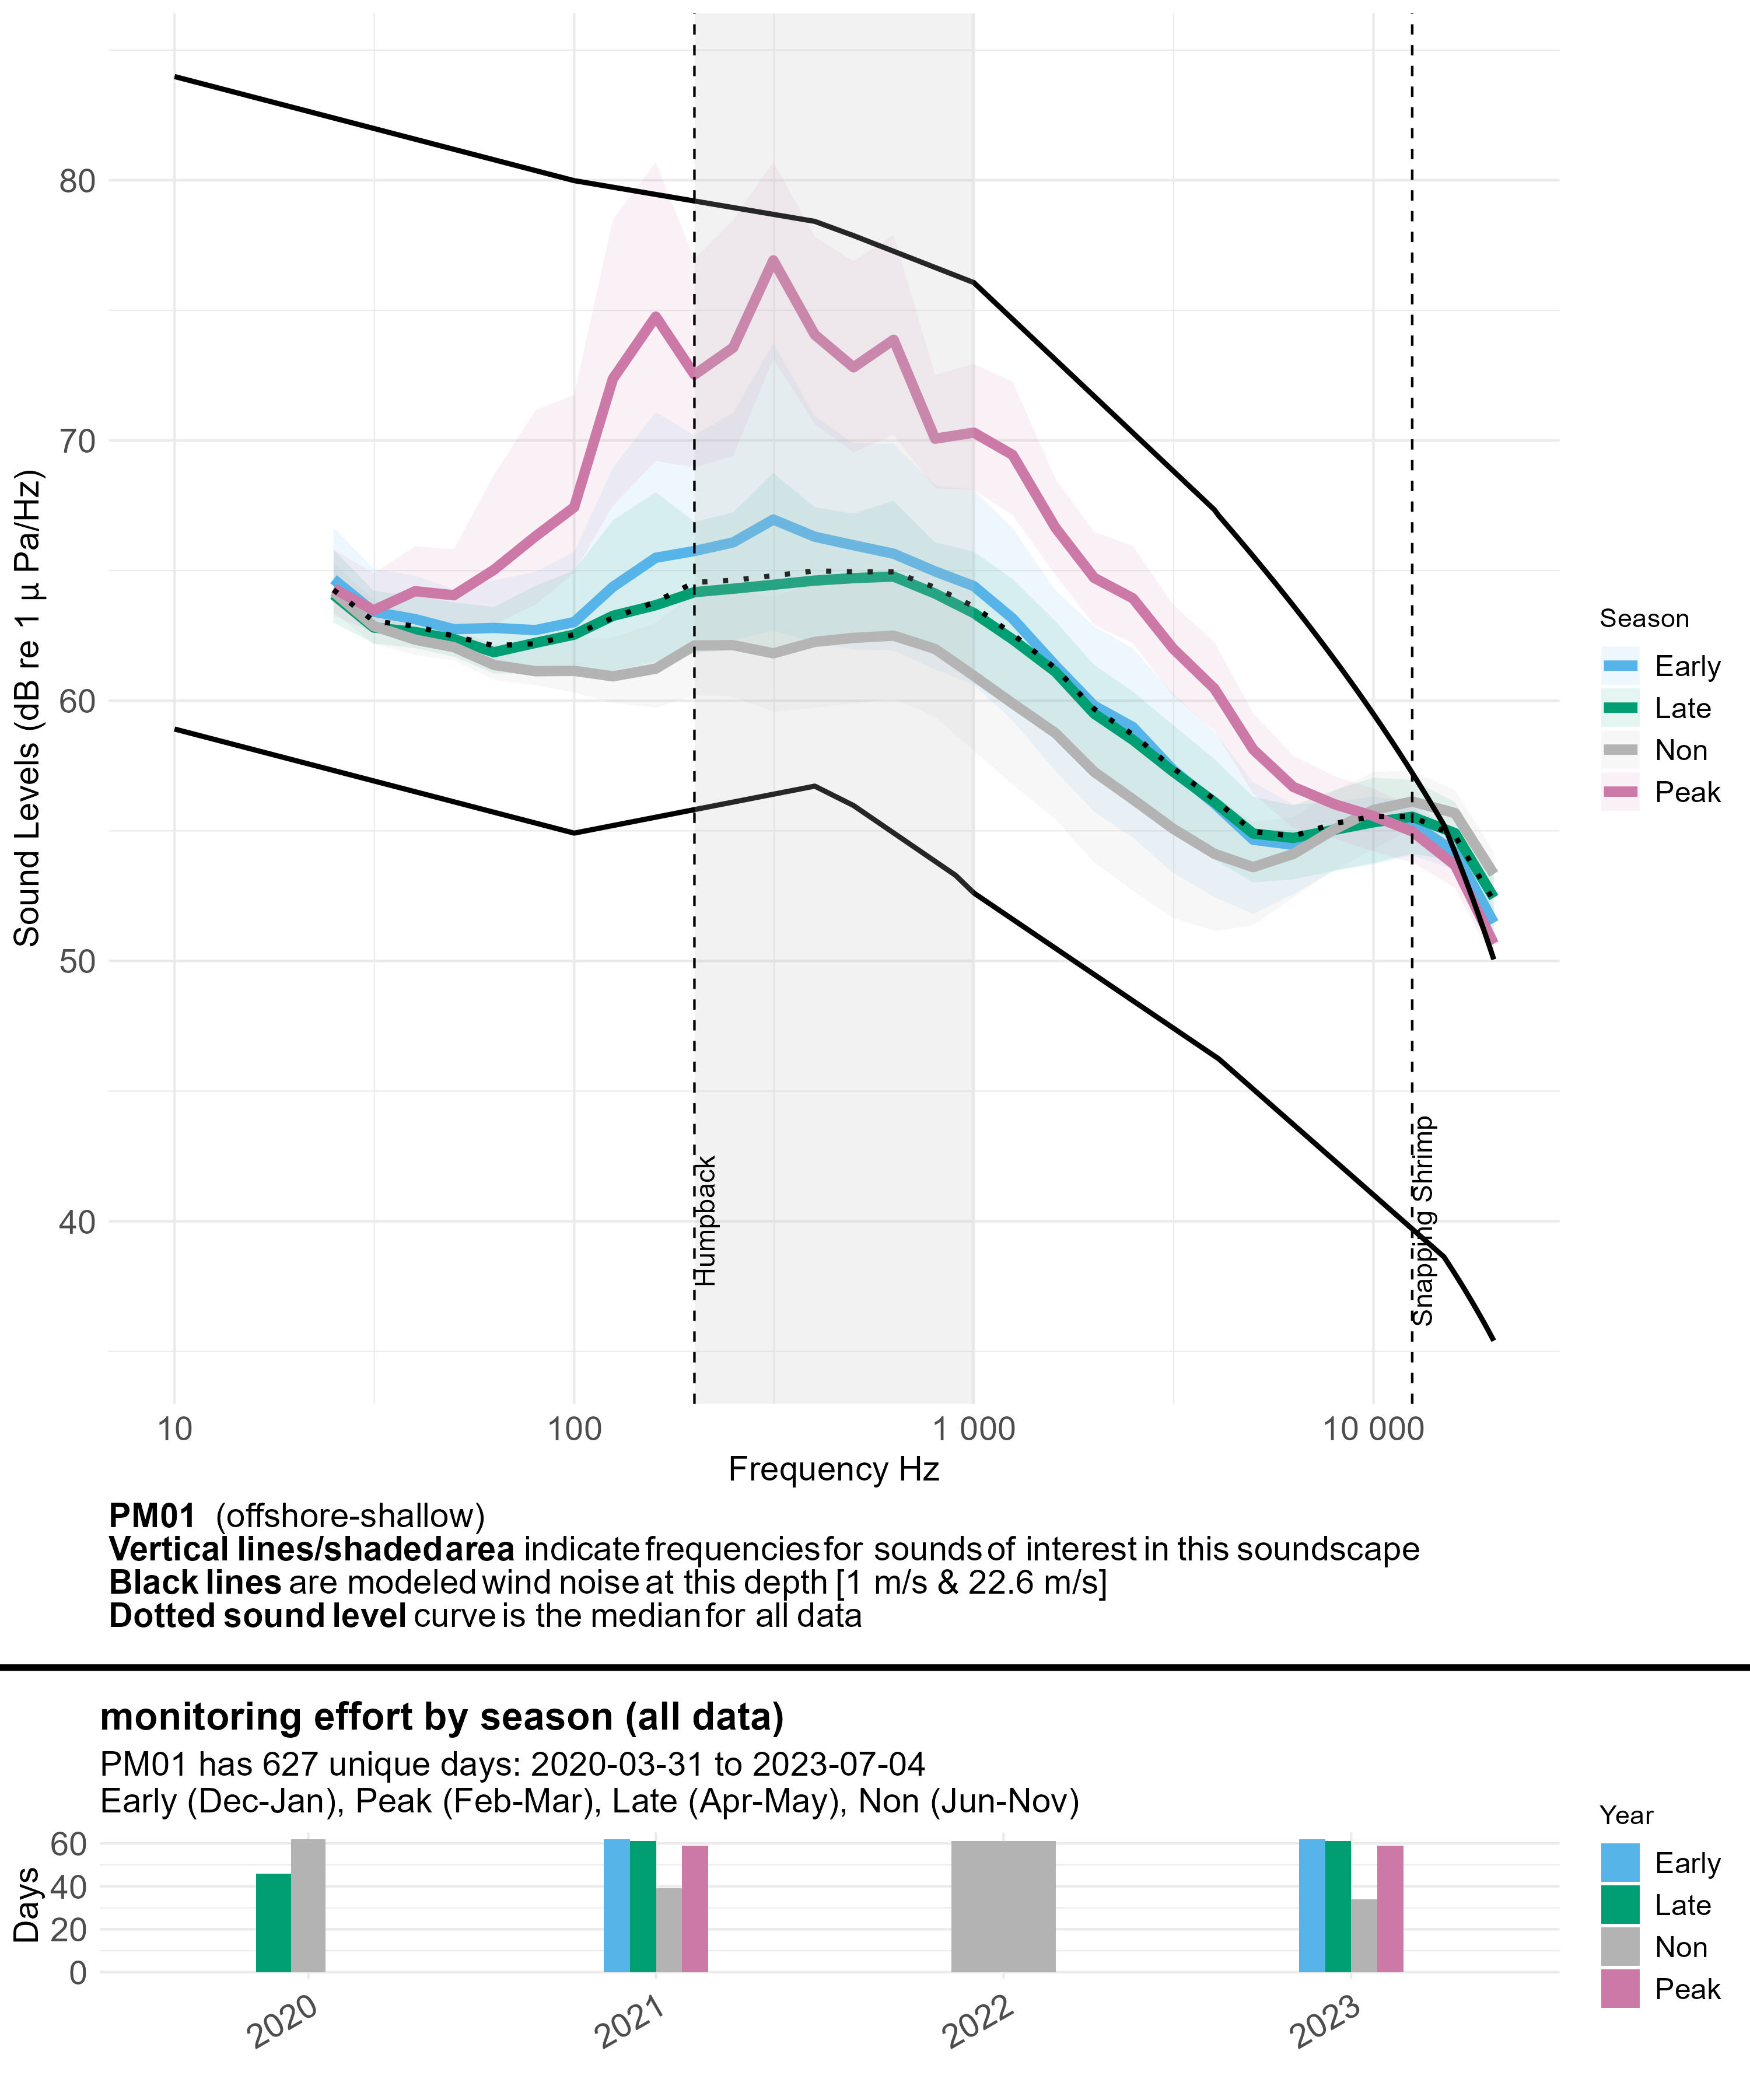 80
70
60
50
40
Sound Levels (dB re 1 µ Pa/Hz)
Humpback
Snapping Shrimp
10 100 1 000 10 000
Frequency Hz
Season
Early
Late
Non
Peak
PM01 (offshore-shallow)
Vertical lines/shaded area indicate frequencies for sounds of interest in this soundscape
Black lines are modeled wind noise at this depth [1 m/s & 22.6 m/s]
Dotted sound level curve is the median for all data
monitoring effort by season (all data)
PM01 has 627 unique days: 2020-03-31 to 2023-07-04
Early (Dec-Jan), Peak (Feb-Mar), Late (Apr-May), Non (Jun-Nov)
60
40
20
0
Days
2020 2021 2022 2023
Year
Early
Late
Non
Peak